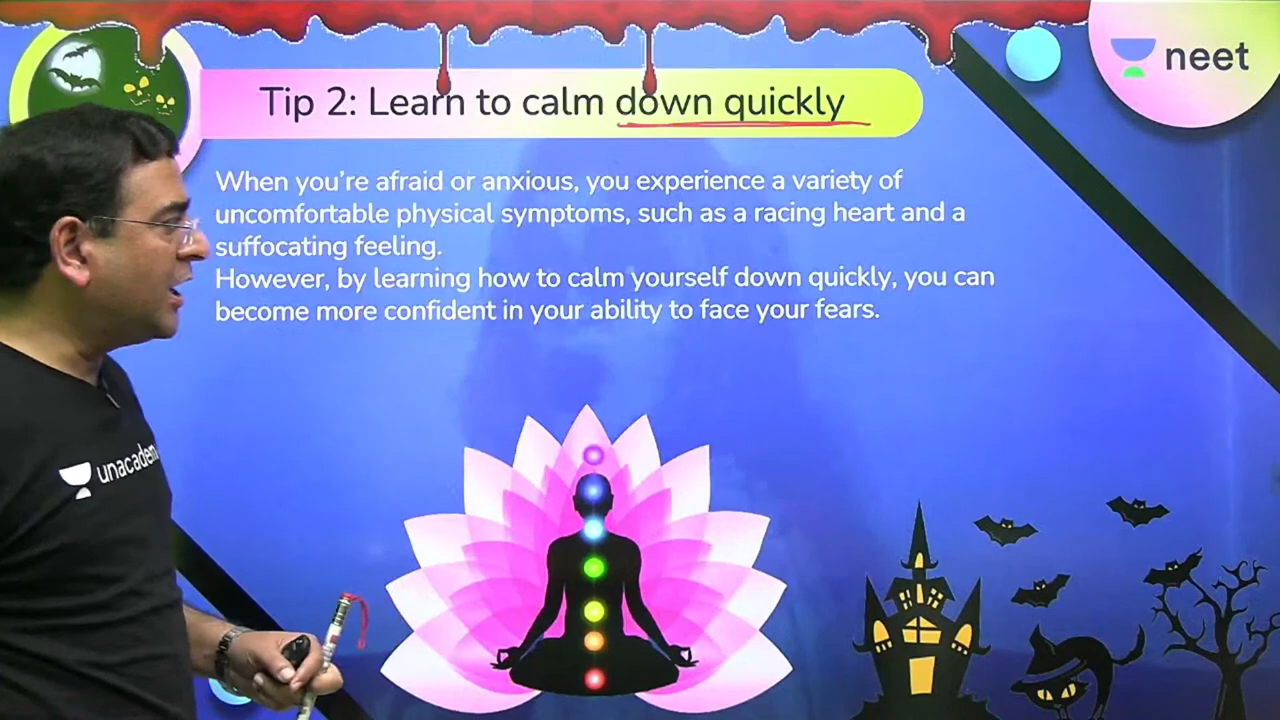 neet
Tip 2: Learn to calm down quickly
When you're afraid or anxious, you experience a variety of
uncomfortable physical symptoms, such as a racing heart and a
suffocating feeling.
However, by learning how to calm yourself down quickly, you can
become more confident in your ability to face your fears.
unacadem